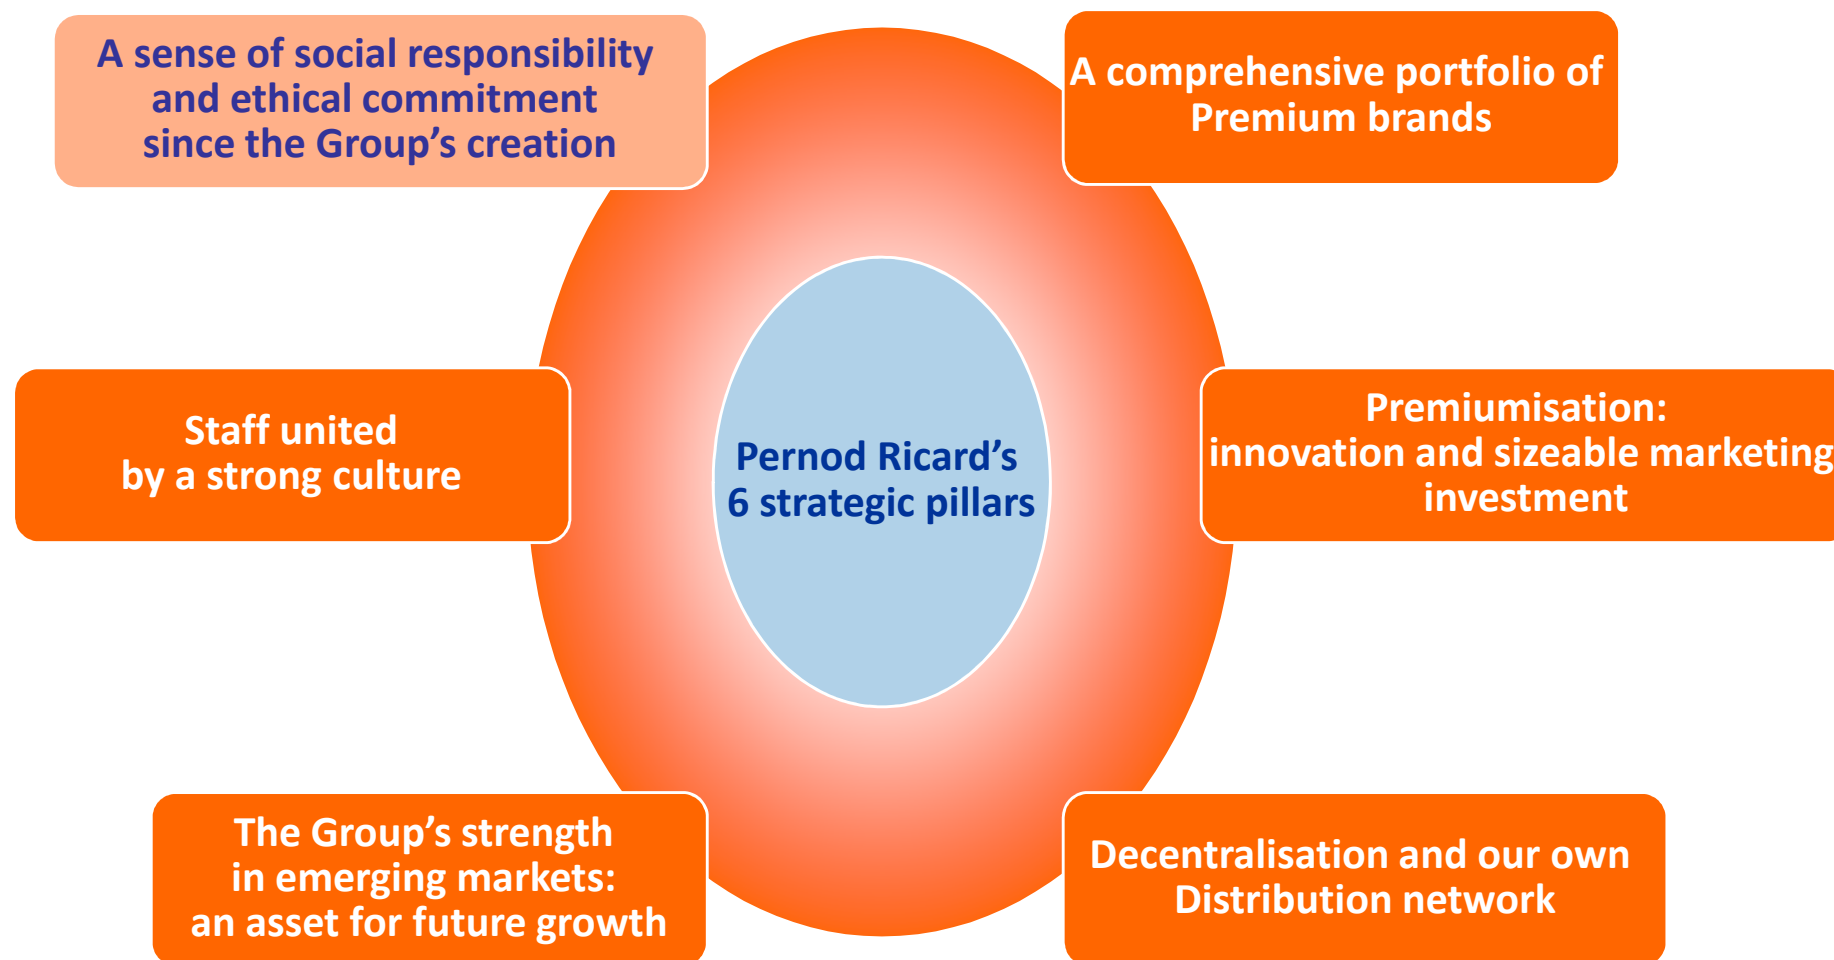 A sense of social responsibility
and ethical commitment
since the Group’s creation
A comprehensive portfolio of
Premium brands
Staff united
by a strong culture
Pernod Ricard’s
6 strategic pillars
Premiumisation:
innovation and sizeable marketing
investment
The Group’s strength
in emerging markets:
an asset for future growth
Decentralisation and our own
Distribution network